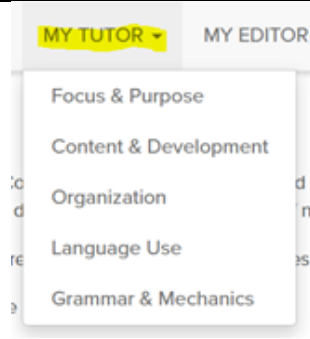 MY TUTOR MY EDITOR
Focus & Purpose
Content & Development
Organization
Language Use
Grammar & Mechanics